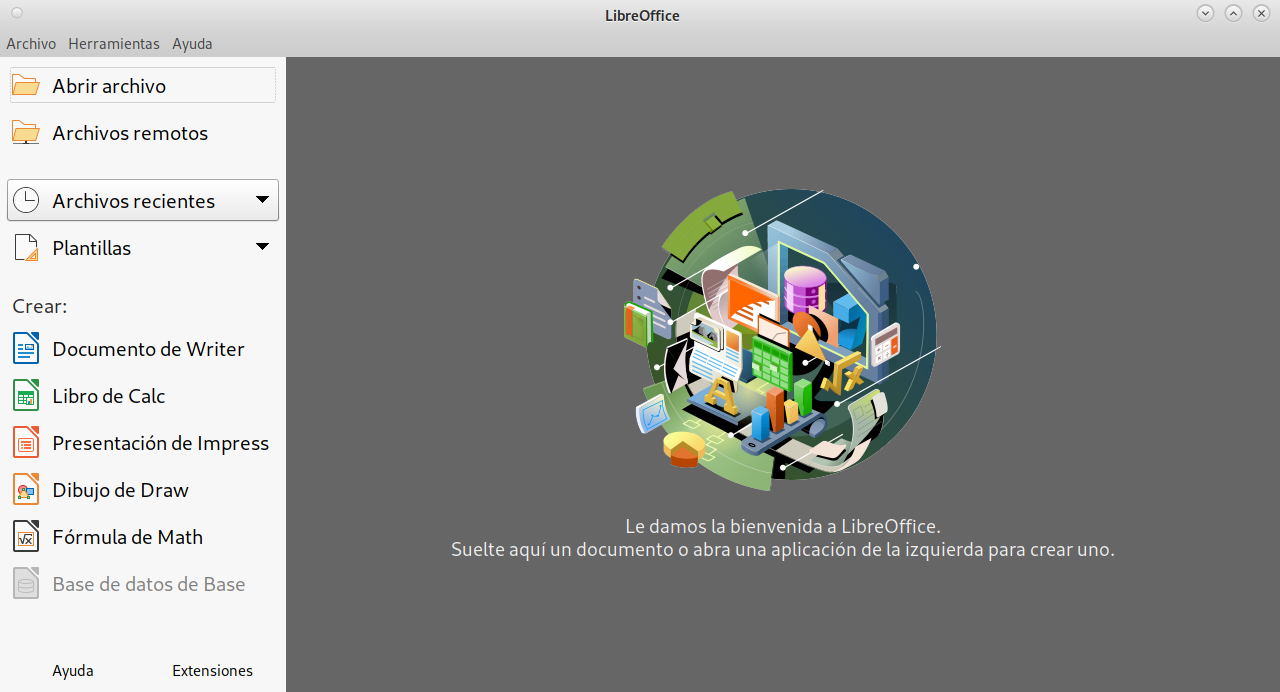 LibreOffice
Archivo Herramientas Ayuda
Abrir archivo
Archivos remotos
Archivos recientes
Plantillas
Crear:
Documento de Writer
Libro de Calc
Presentación de Impress
Dibujo de Draw
Fórmula de Math
Base de datos de Base
Ayuda Extensiones
Le damos la bienvenida a LibreOffice.
Suelte aquí un documento o abra una aplicación de la izquierda para crear uno.